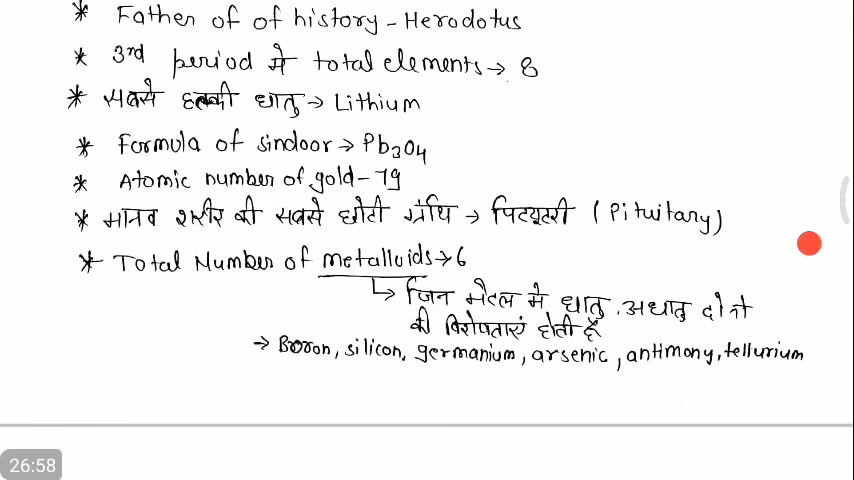 * Father of of history - Herodotus
* 3rd period मे total elements → 8
* सबसे हल्की धातु → Lithium
* Formula of sindoor → Pb3O4
* Atomic number of gold - 79
* मानव शरीर की सबसे छोटी ग्रंथि → पिट्यूटरी (Pituitary)
* Total Number of metalloids → 6
↳ जिन मेटल मे धातु, अधातु दोनो
की विशेषताएं होती हैं
→ Boron, silicon, germanium, arsenic, antimony, tellurium
26:58